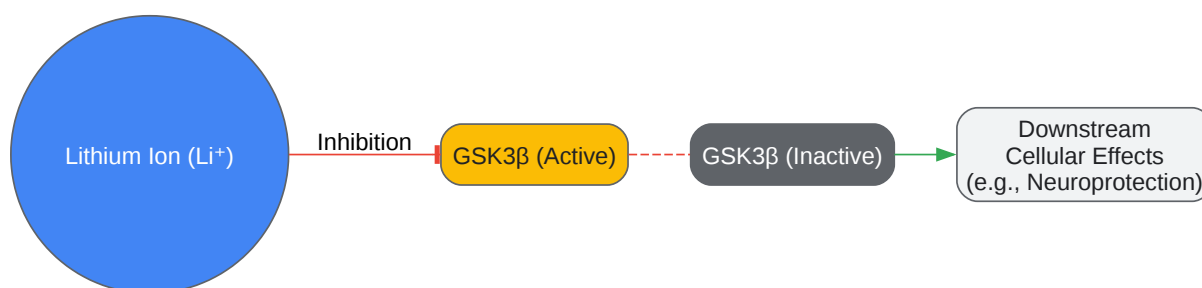 Lithium Ion (Li⁺)
Inhibition
GSK3β (Active)
GSK3β (Inactive)
Downstream
Cellular Effects
(e.g., Neuroprotection)